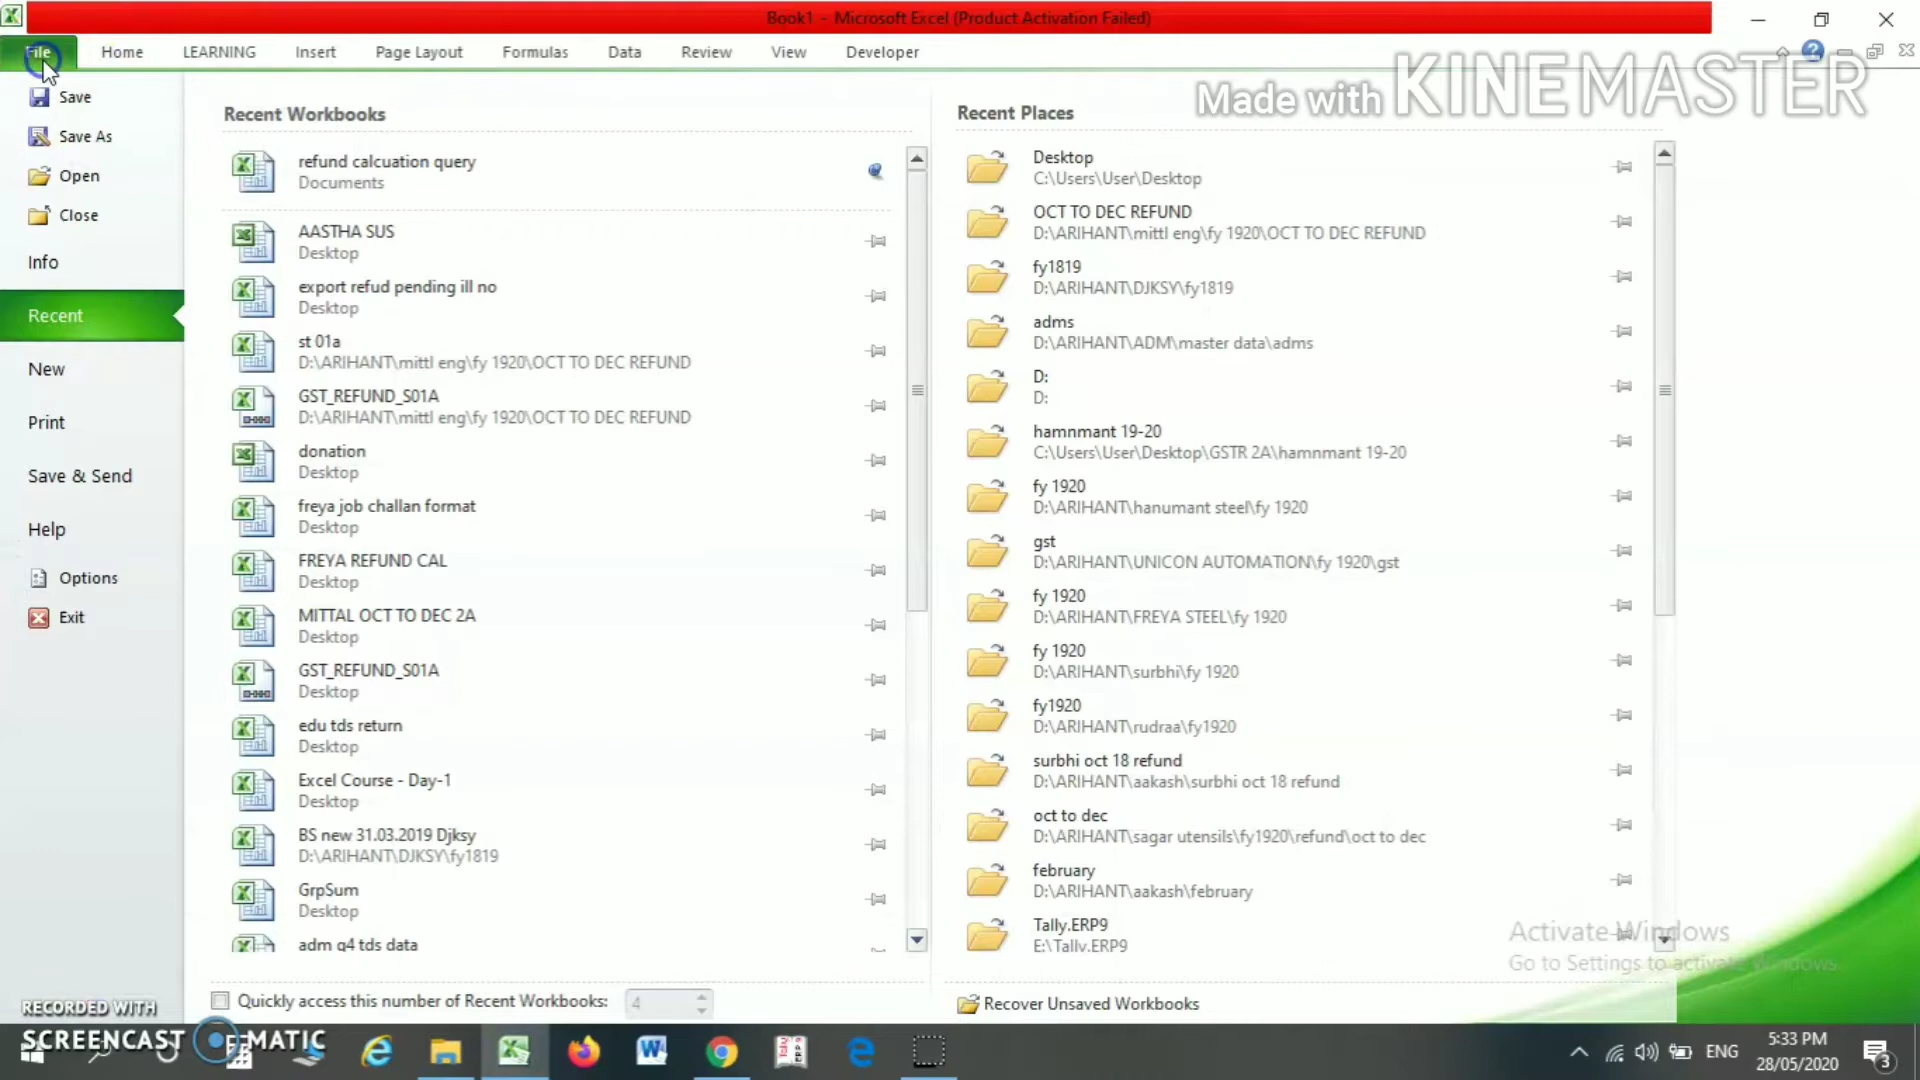 Book1 - Microsoft Excel (Product Activation Failed)
File Home LEARNING Insert Page Layout Formulas Data Review View Developer
Made with KINEMASTER
Save
Save As
Open
Close
Info
Recent
New
Print
Save & Send
Help
Options
Exit
Recent Workbooks
refund calcuation query
Documents
AASTHA SUS
Desktop
export refud pending ill no
Desktop
st 01a
D:\ARIHANT\mittl eng\fy 1920\OCT TO DEC REFUND
GST_REFUND_S01A
D:\ARIHANT\mittl eng\fy 1920\OCT TO DEC REFUND
donation
Desktop
freya job challan format
Desktop
FREYA REFUND CAL
Desktop
MITTAL OCT TO DEC 2A
Desktop
GST_REFUND_S01A
Desktop
edu tds return
Desktop
Excel Course - Day-1
Desktop
BS new 31.03.2019 Djksy
D:\ARIHANT\DJKSY\fy1819
GrpSum
Desktop
adm q4 tds data
Quickly access this number of Recent Workbooks: 4
Recent Places
Desktop
C:\Users\User\Desktop
OCT TO DEC REFUND
D:\ARIHANT\mittl eng\fy 1920\OCT TO DEC REFUND
fy1819
D:\ARIHANT\DJKSY\fy1819
adms
D:\ARIHANT\ADM\master data\adms
D:
D:
hamnmant 19-20
C:\Users\User\Desktop\GSTR 2A\hamnmant 19-20
fy 1920
D:\ARIHANT\hanumant steel\fy 1920
gst
D:\ARIHANT\UNICON AUTOMATION\fy 1920\gst
fy 1920
D:\ARIHANT\FREYA STEEL\fy 1920
fy 1920
D:\ARIHANT\surbhi\fy 1920
fy1920
D:\ARIHANT\rudraa\fy1920
surbhi oct 18 refund
D:\ARIHANT\aakash\surbhi oct 18 refund
oct to dec
D:\ARIHANT\sagar utensils\fy1920\refund\oct to dec
february
D:\ARIHANT\aakash\february
Tally.ERP9
E:\Tally.ERP9
Recover Unsaved Workbooks
Activate Windows
Go to Settings to activate Windows.
RECORDED WITH
SCREENCAST MATIC
ENG
5:33 PM
28/05/2020
3